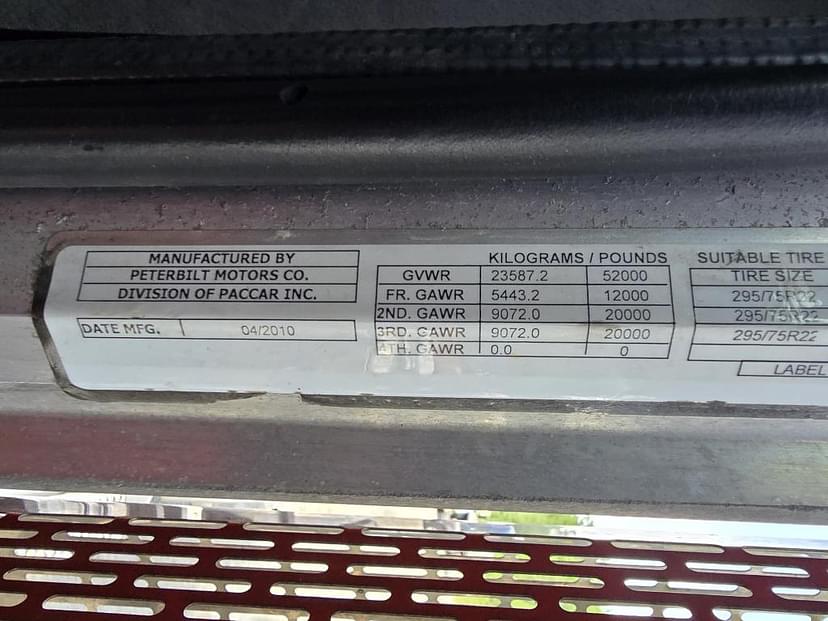 MANUFACTURED BY
PETERBILT MOTORS CO.
DIVISION OF PACCAR INC.
DATE MFG. 04/2010
KILOGRAMS / POUNDS
GVWR 23587.2 52000
FR. GAWR 5443.2 12000
2ND. GAWR 9072.0 20000
3RD. GAWR 9072.0 20000
4TH. GAWR 0.0 0
SUITABLE TIRE
TIRE SIZE
295/75R22
295/75R22
295/75R22
LABEL